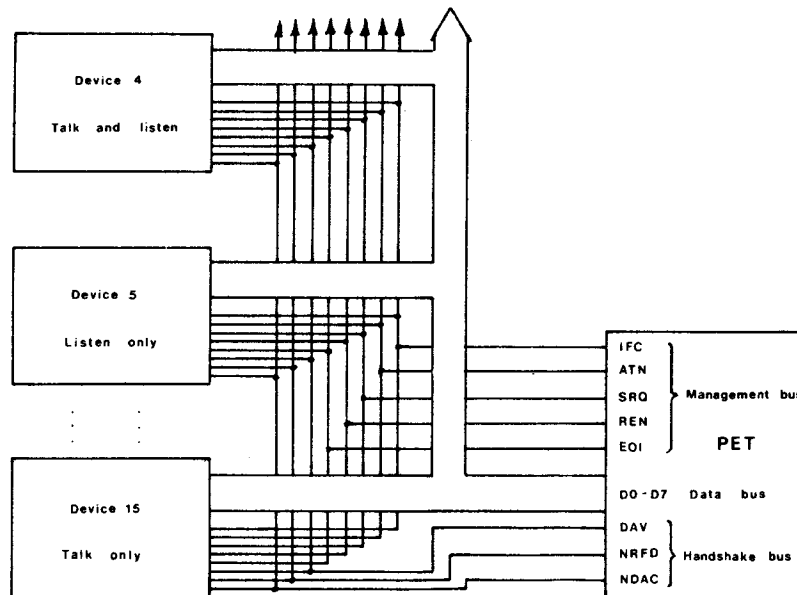 Device 4
Talk and listen
Device 5
Listen only
Device 15
Talk only
IFC
ATN
SRQ
REN
EOI
Management bus
PET
D0-D7 Data bus
DAV
NRFD
NDAC
Handshake bus